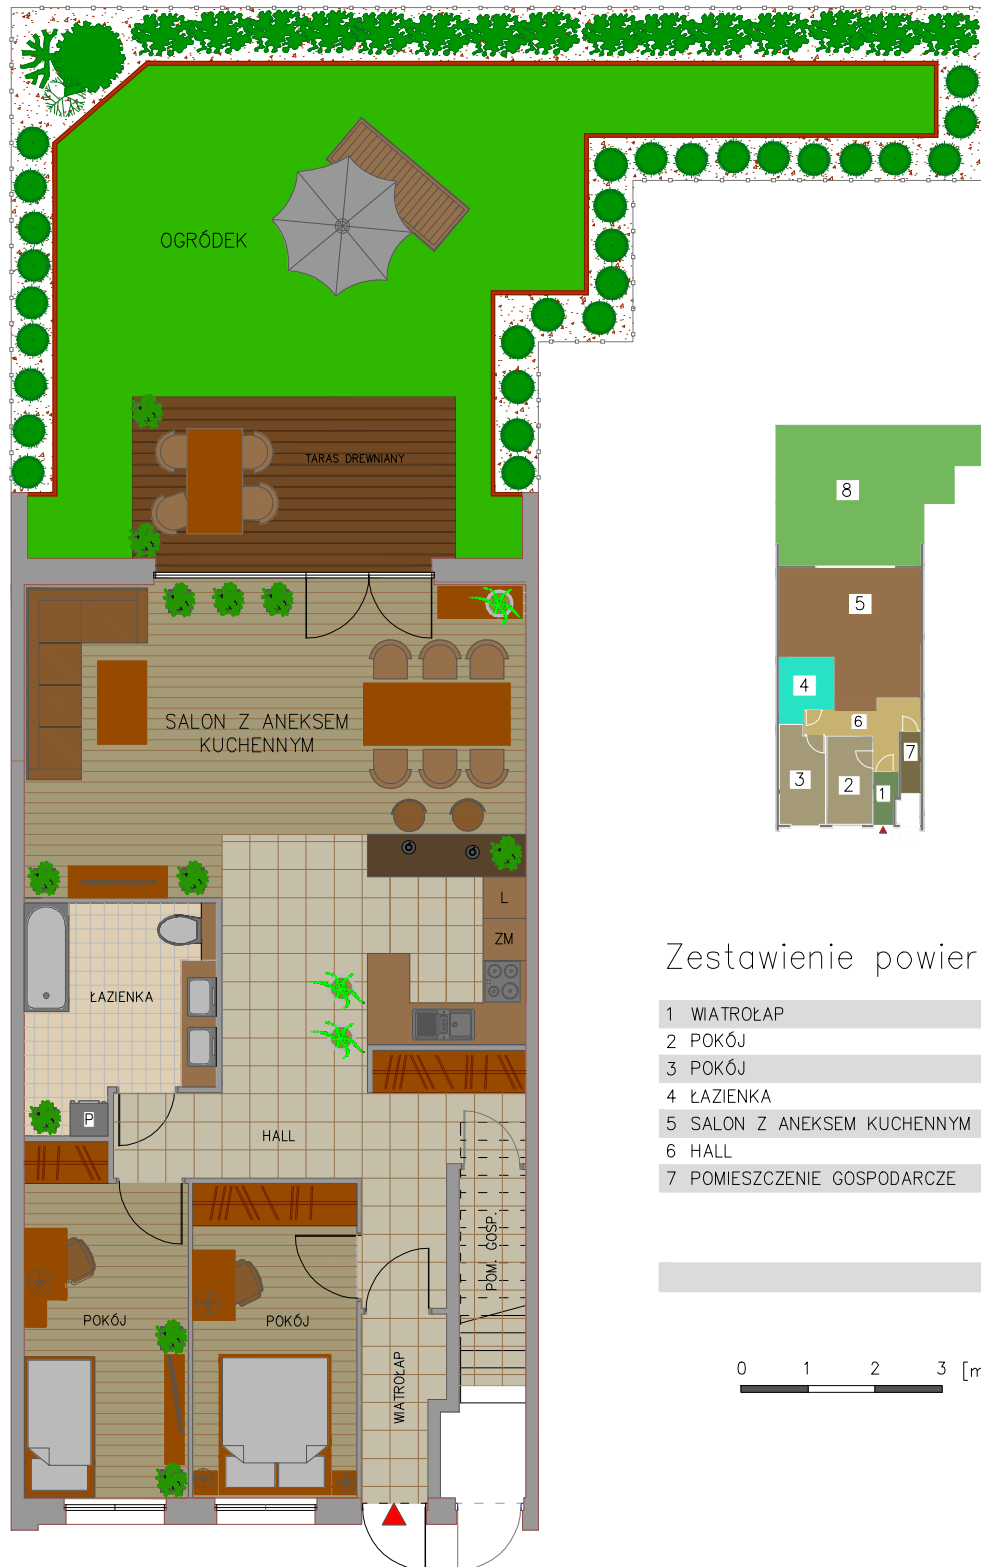 OGRÓDEK
TARAS DREWNIANY
SALON Z ANEKSEM
KUCHENNYM
L
ZM
ŁAZIENKA
P
HALL
POM. GOSP.
POKÓJ
POKÓJ
WIATROŁAP
8
5
4
6
7
3
2
1
Zestawienie powier
1 WIATROŁAP
2 POKÓJ
3 POKÓJ
4 ŁAZIENKA
5 SALON Z ANEKSEM KUCHENNYM
6 HALL
7 POMIESZCZENIE GOSPODARCZE
0 1 2 3 [m